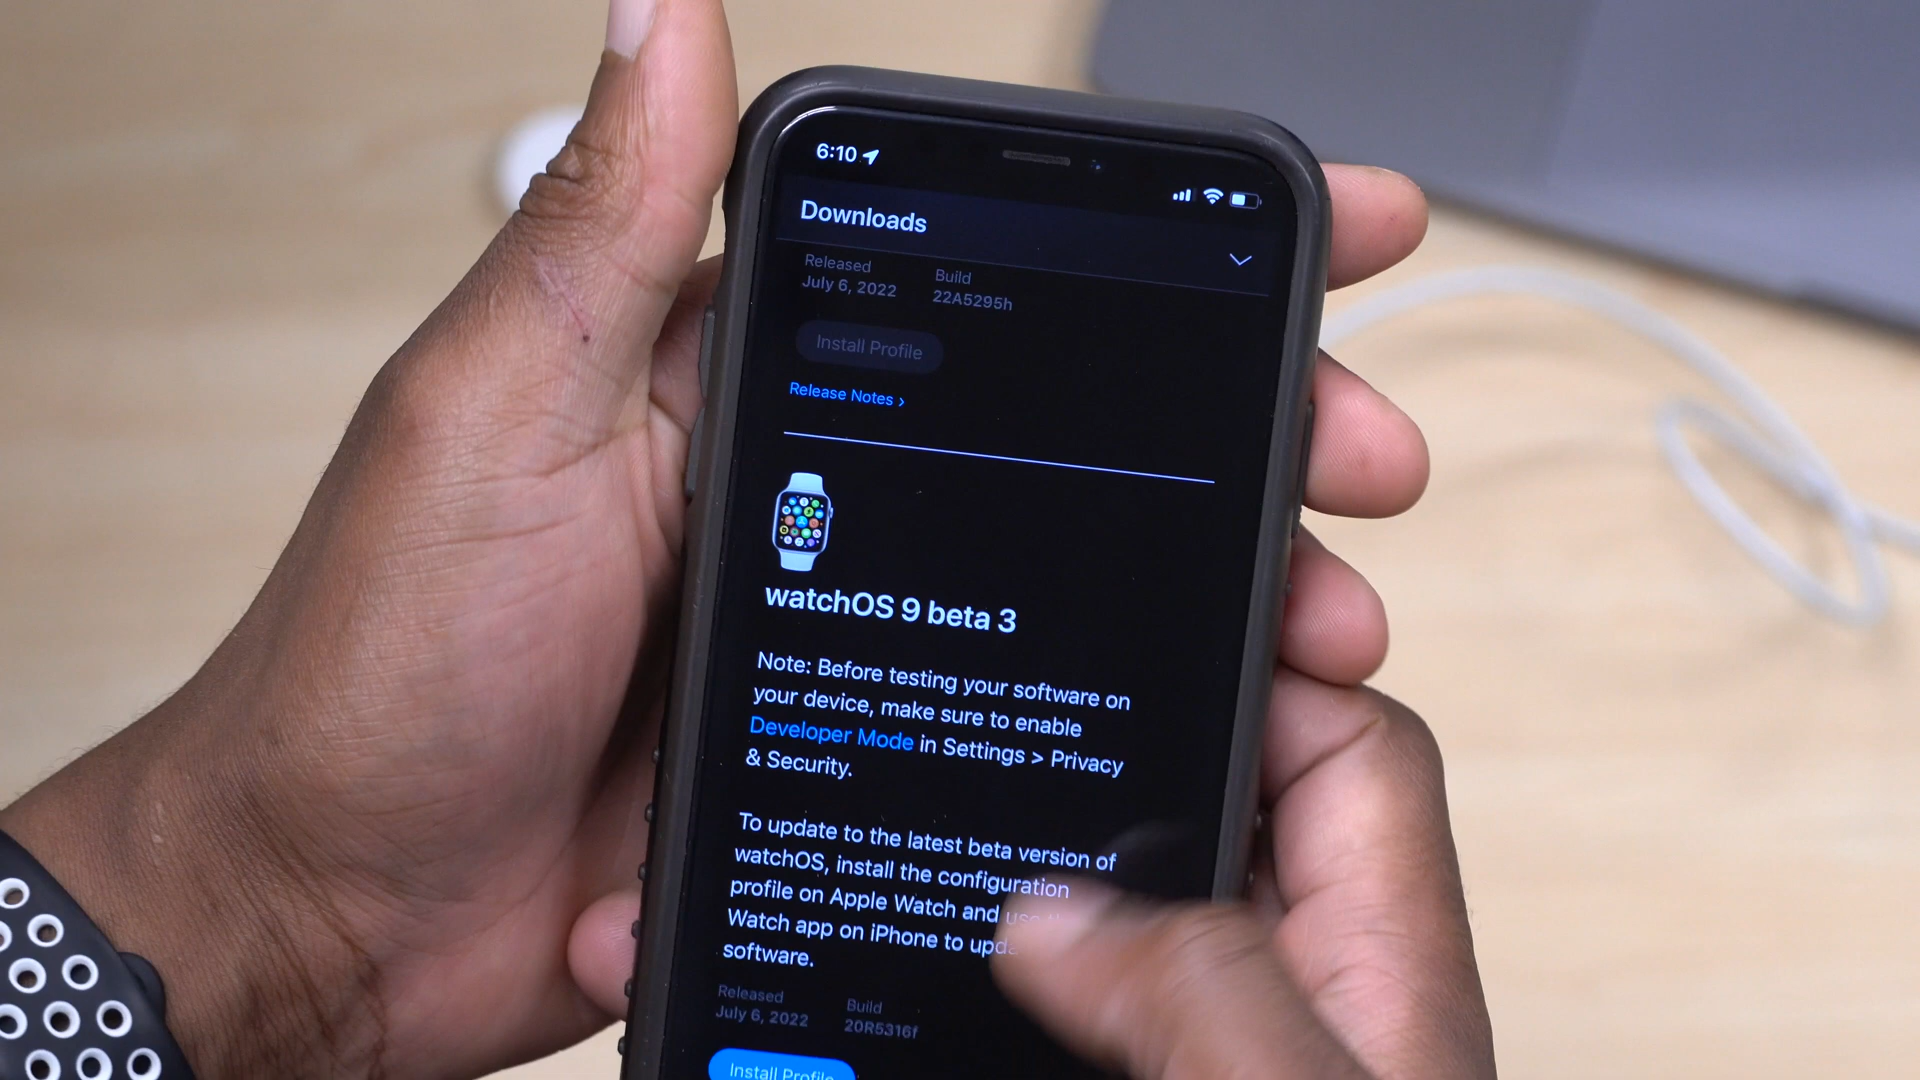 6:10
Downloads
Released Build
July 6, 2022 22A5295h
Install Profile
Release Notes ›
watchOS 9 beta 3
Note: Before testing your software on
your device, make sure to enable
Developer Mode in Settings > Privacy
& Security.
To update to the latest beta version of
watchOS, install the configuration
profile on Apple Watch and use
Watch app on iPhone to
software.
Released Build
July 6, 2022 20R5316f
Install Profile